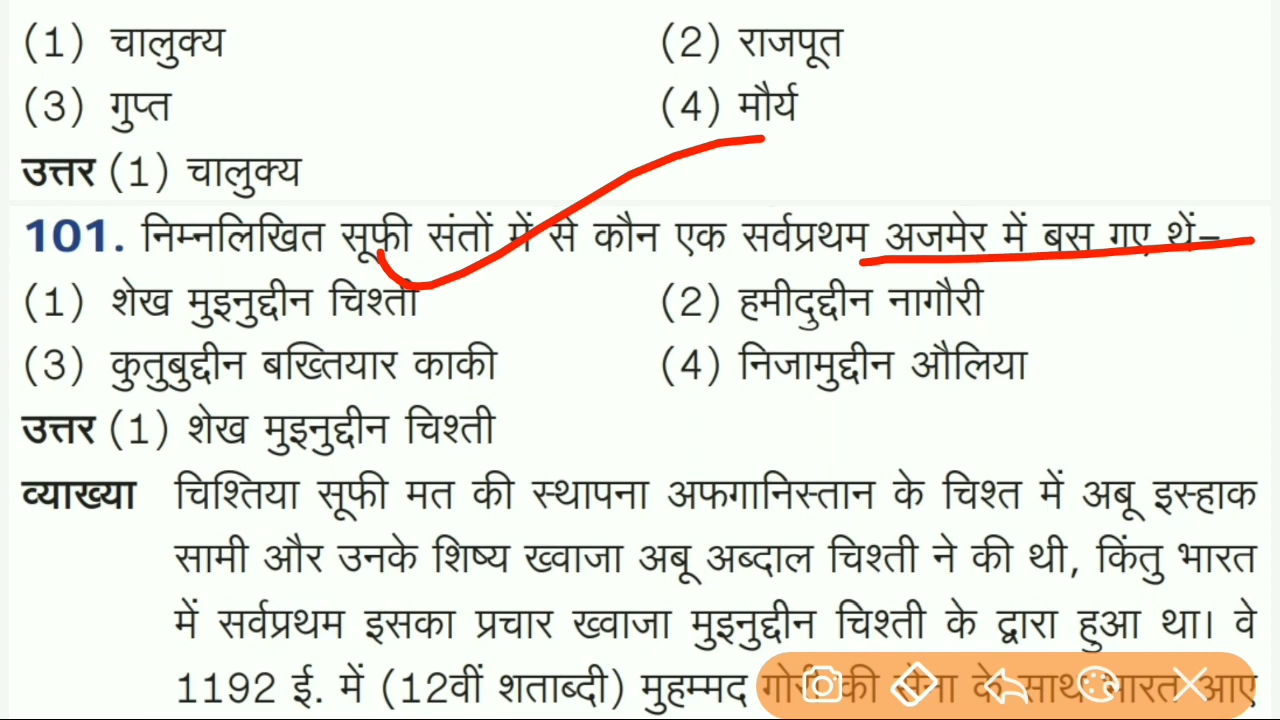 (1) चालुक्य (2) राजपूत
(3) गुप्त (4) मौर्य
उत्तर (1) चालुक्य
101. निम्नलिखित सूफी संतों में से कौन एक सर्वप्रथम अजमेर में बस गए थें–
(1) शेख मुइनुद्दीन चिश्ती (2) हमीदुद्दीन नागौरी
(3) कुतुबुद्दीन बख्तियार काकी (4) निजामुद्दीन औलिया
उत्तर (1) शेख मुइनुद्दीन चिश्ती
व्याख्या चिश्तिया सूफी मत की स्थापना अफगानिस्तान के चिश्त में अबू इस्हाक
सामी और उनके शिष्य ख्वाजा अबू अब्दाल चिश्ती ने की थी, किंतु भारत
में सर्वप्रथम इसका प्रचार ख्वाजा मुइनुद्दीन चिश्ती के द्वारा हुआ था। वे
1192 ई. में (12वीं शताब्दी) मुहम्मद गोरी की सेना के साथ भारत आए